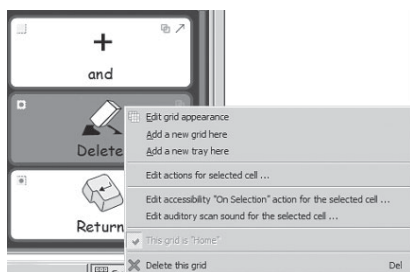 +
and
Delete
Return
Edit grid appearance
Add a new grid here
Add a new tray here
Edit actions for selected cell ...
Edit accessibility "On Selection" action for the selected cell ...
Edit auditory scan sound for the selected cell ...
This grid is "Home"
Delete this grid Del